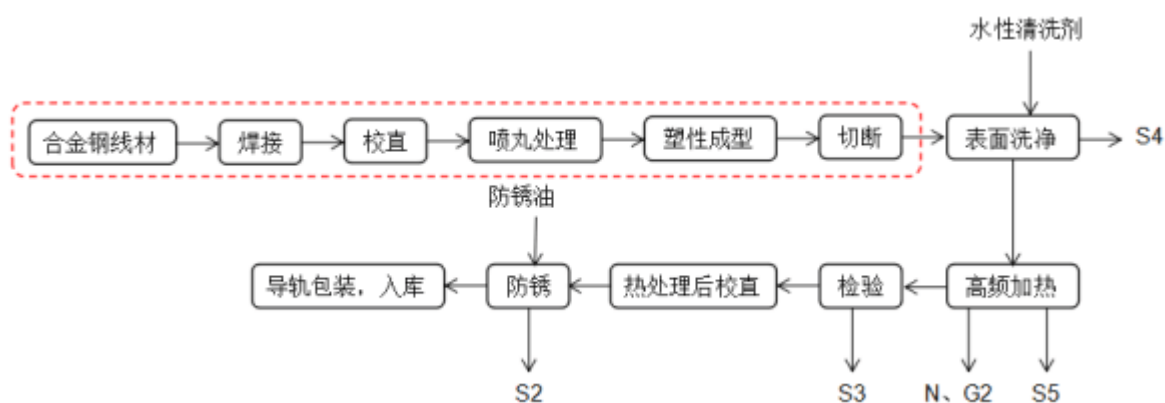 水性清洗剂
合金钢线材
焊接
校直
喷丸处理
塑性成型
切断
表面洗净
S4
防锈油
导轨包装，入库
防锈
热处理后校直
检验
高频加热
S2
S3
N、G2
S5